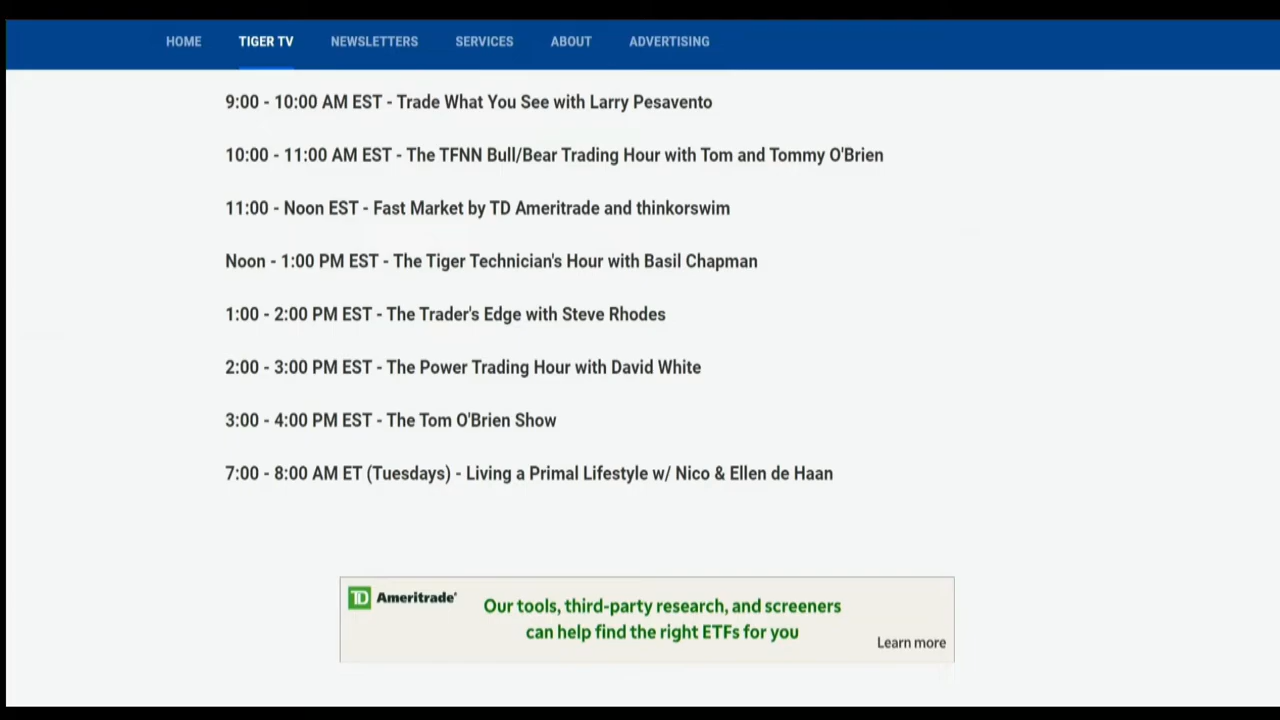 HOME TIGER TV NEWSLETTERS SERVICES ABOUT ADVERTISING
9:00 - 10:00 AM EST - Trade What You See with Larry Pesavento
10:00 - 11:00 AM EST - The TFNN Bull/Bear Trading Hour with Tom and Tommy O'Brien
11:00 - Noon EST - Fast Market by TD Ameritrade and thinkorswim
Noon - 1:00 PM EST - The Tiger Technician's Hour with Basil Chapman
1:00 - 2:00 PM EST - The Trader's Edge with Steve Rhodes
2:00 - 3:00 PM EST - The Power Trading Hour with David White
3:00 - 4:00 PM EST - The Tom O'Brien Show
7:00 - 8:00 AM ET (Tuesdays) - Living a Primal Lifestyle w/ Nico & Ellen de Haan
TD Ameritrade
Our tools, third-party research, and screeners
can help find the right ETFs for you
Learn more